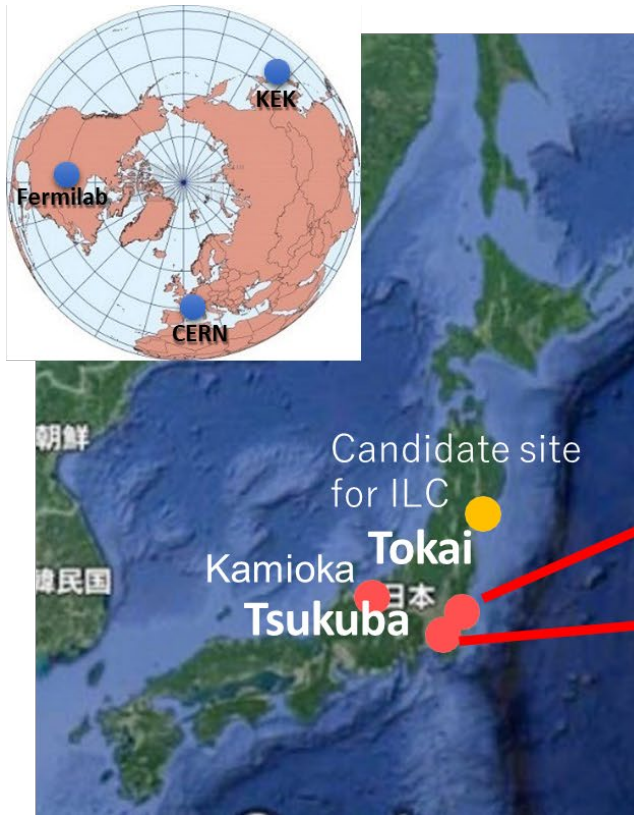 KEK
Fermilab
CERN
朝鮮
Candidate site
for ILC
Tokai
Kamioka
韓民国
日本
Tsukuba